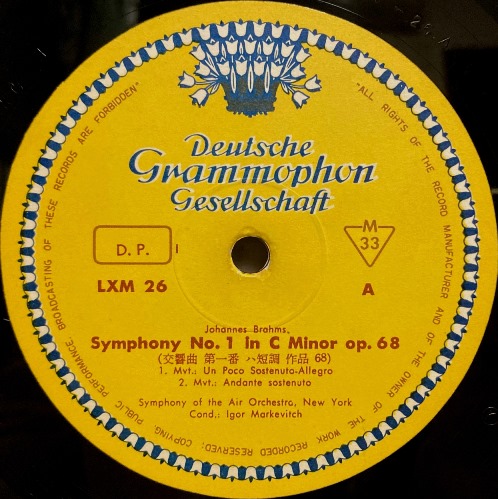 "ALL RIGHTS OF THE RECORD MANUFACTURER AND OF THE OWNER OF THE WORK RECORDED RESERVED; COPYING PUBLIC PERFORMANCE BROADCASTING OF THESE RECORDS ARE FORBIDDEN"
Deutsche
Grammophon
Gesellschaft
D. P. I
M
33
LXM 26
A
Johannes Brahms,
Symphony No. 1 in C Minor op. 68
(交響曲 第一番 ハ短調 作品 68)
1. Mvt.: Un Poco Sostenuto-Allegro
2. Mvt.: Andante sostenuto
Symphony of the Air Orchestra, New York
Cond.: Igor Markevitch